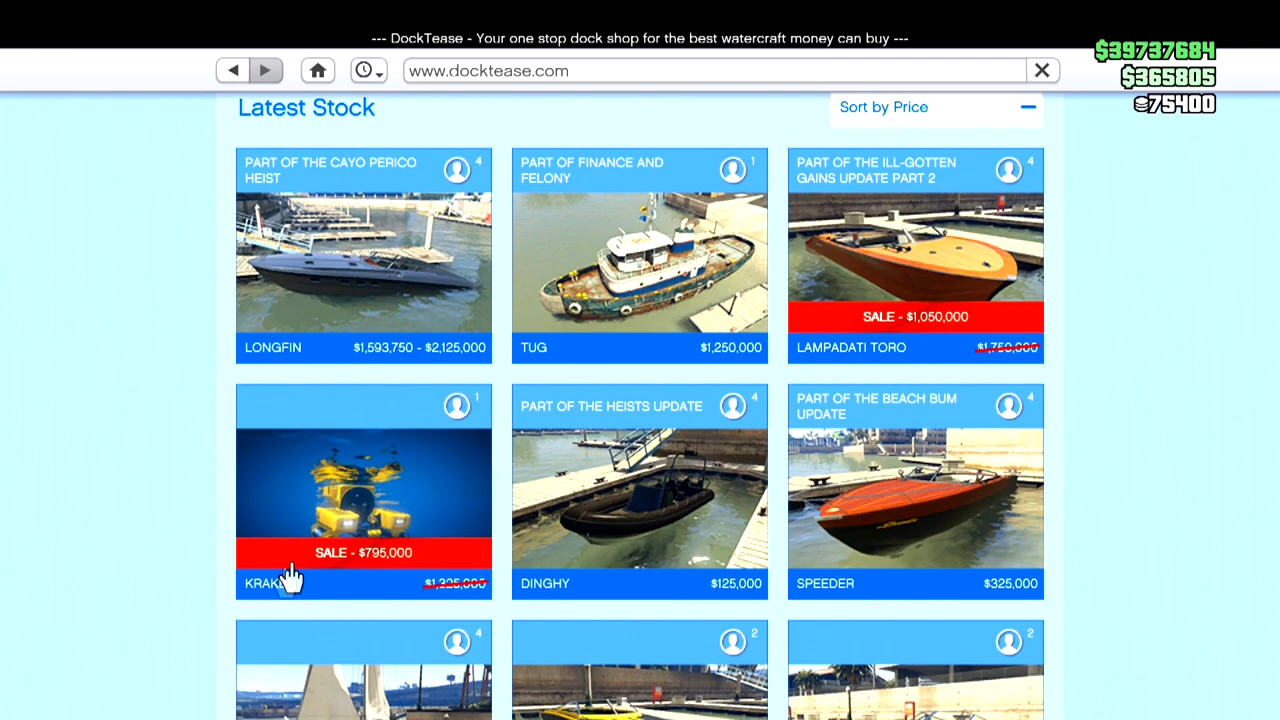 --- DockTease - Your one stop dock shop for the best watercraft money can buy ---
www.docktease.com
$39737684
$365805
75400
Latest Stock
Sort by Price
PART OF THE CAYO PERICO
HEIST
4
LONGFIN $1,593,750 - $2,125,000
PART OF FINANCE AND
FELONY
1
TUG $1,250,000
PART OF THE ILL-GOTTEN
GAINS UPDATE PART 2
4
SALE - $1,050,000
LAMPADATI TORO $1,750,000
1
SALE - $795,000
KRAK $1,325,000
PART OF THE HEISTS UPDATE
4
DINGHY $125,000
PART OF THE BEACH BUM
UPDATE
4
SPEEDER $325,000
4
2
2